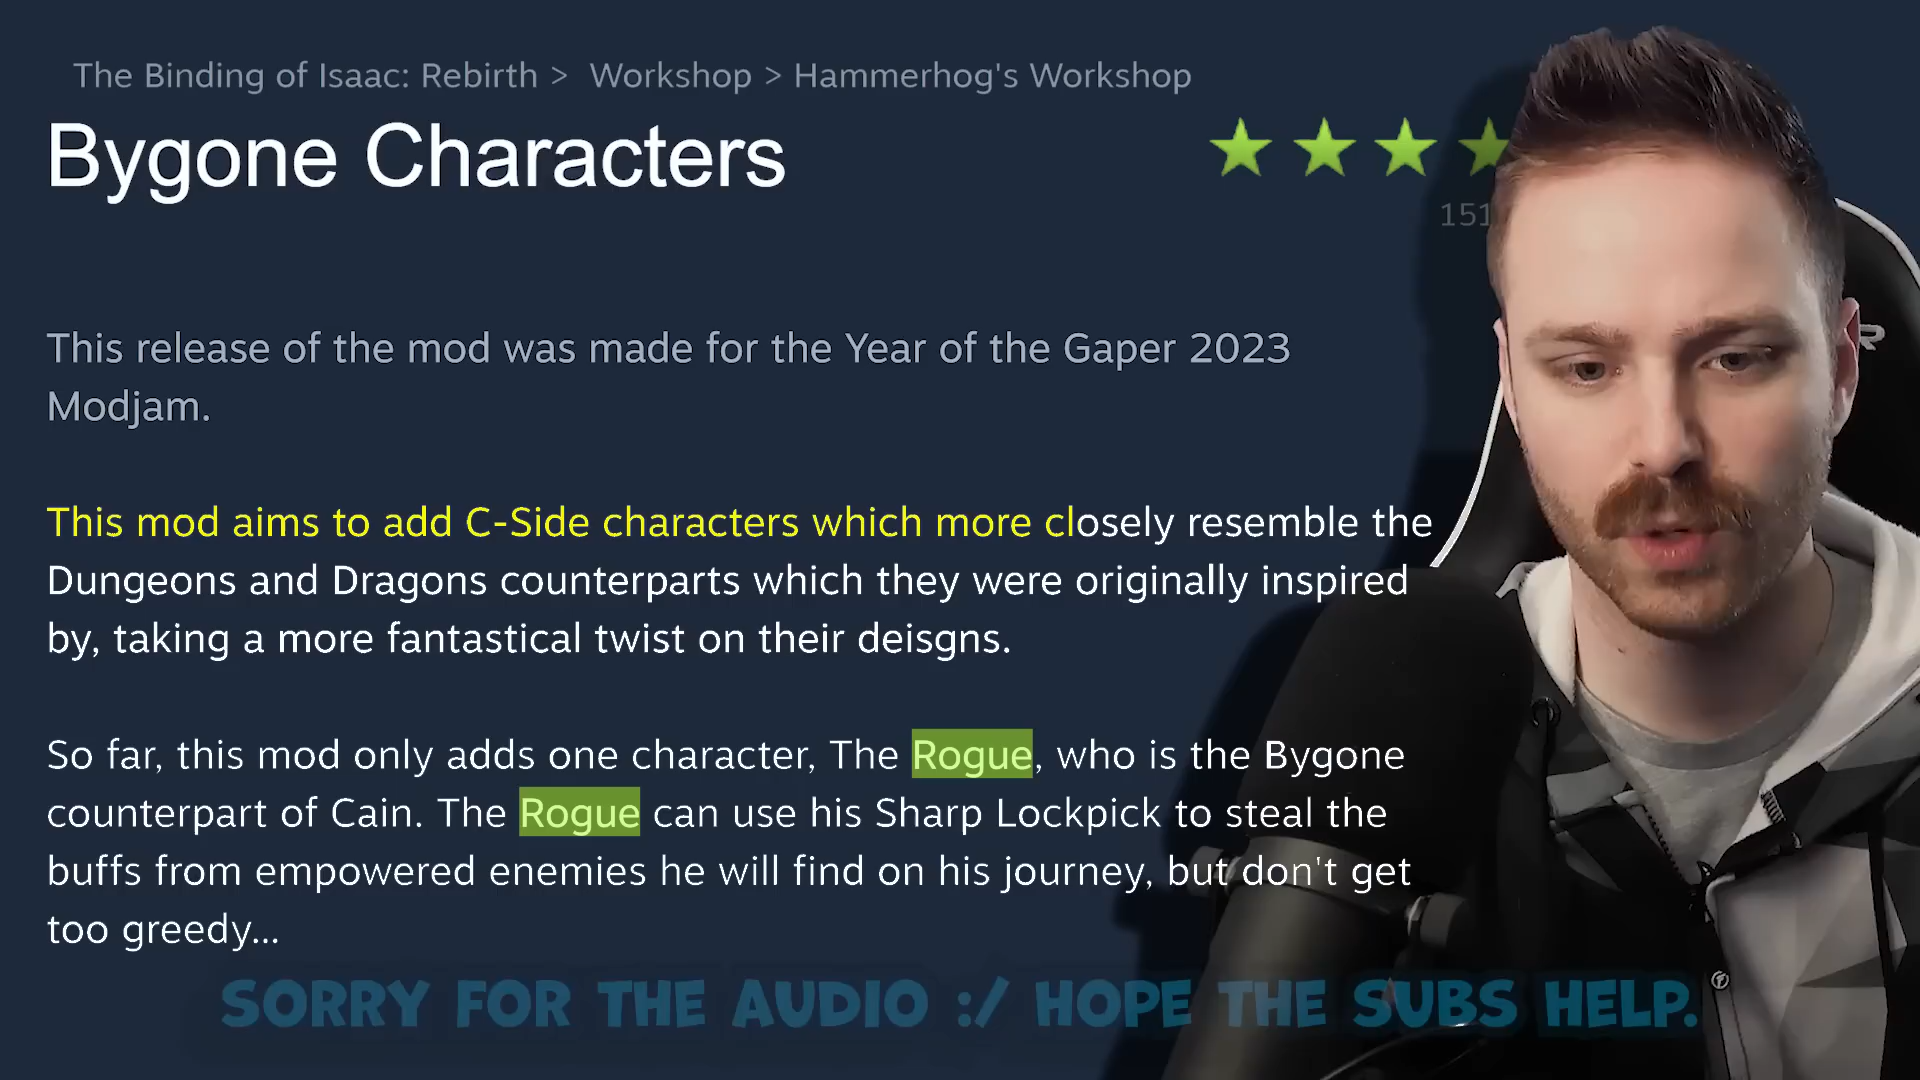 The Binding of Isaac: Rebirth > Workshop > Hammerhog's Workshop
Bygone Characters
151
This release of the mod was made for the Year of the Gaper 2023
Modjam.
This mod aims to add C-Side characters which more closely resemble the
Dungeons and Dragons counterparts which they were originally inspired
by, taking a more fantastical twist on their deisgns.
So far, this mod only adds one character, The Rogue, who is the Bygone
counterpart of Cain. The Rogue can use his Sharp Lockpick to steal the
buffs from empowered enemies he will find on his journey, but don't get
too greedy...
SORRY FOR THE AUDIO :/ HOPE THE SUBS HELP.